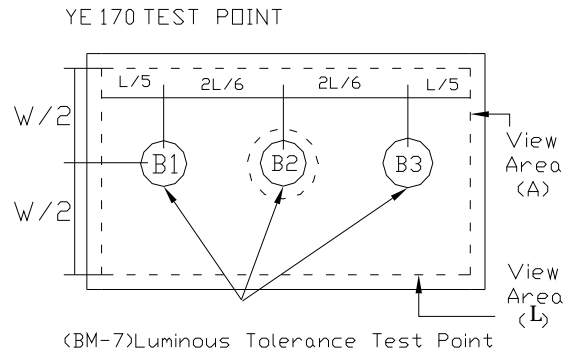 YE170 TEST POINT
L/5 2L/6 2L/6 L/5
W/2
B1 B2 B3
View
Area
(A)
W/2
View
Area
(L)
(BM-7)Luminous Tolerance Test Point